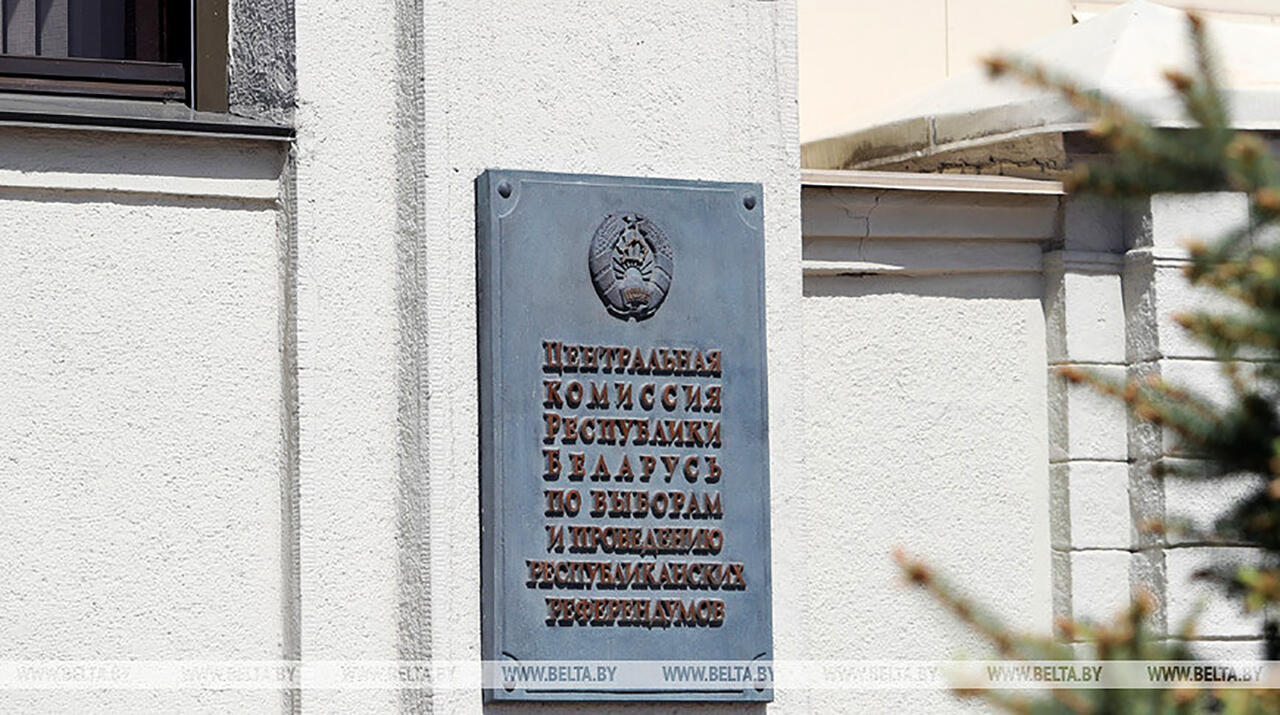 Центральная
комиссия
Республики
Беларусь
по выборам
и проведению
республиканских
референдумов
WWW.BELTA.BY WWW.BELTA.BY WWW.BELTA.BY WWW.BELTA.BY WWW.BELTA.BY WWW.BELTA.BY WWW.BELTA.BY WWW.BELTA.BY